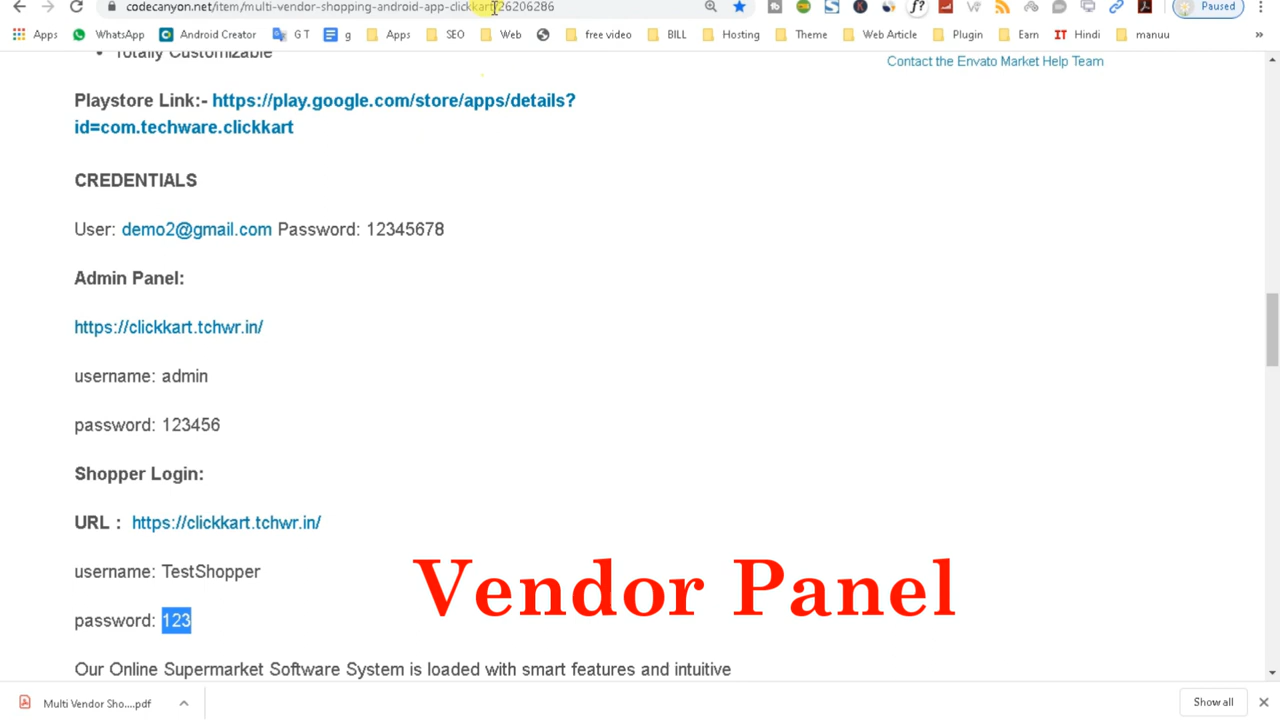 codecanyon.net/item/multi-vendor-shopping-android-app-clickkart/26206286
Paused
Apps WhatsApp Android Creator G T g Apps SEO Web free video BILL Hosting Theme Web Article Plugin Earn IT Hindi manuu »
Totally Customizable
Contact the Envato Market Help Team
Playstore Link:- https://play.google.com/store/apps/details?
id=com.techware.clickkart
CREDENTIALS
User: demo2@gmail.com Password: 12345678
Admin Panel:
https://clickkart.tchwr.in/
username: admin
password: 123456
Shopper Login:
URL : https://clickkart.tchwr.in/
username: TestShopper
Vendor Panel
password: 123
Our Online Supermarket Software System is loaded with smart features and intuitive
Multi Vendor Sho....pdf
Show all